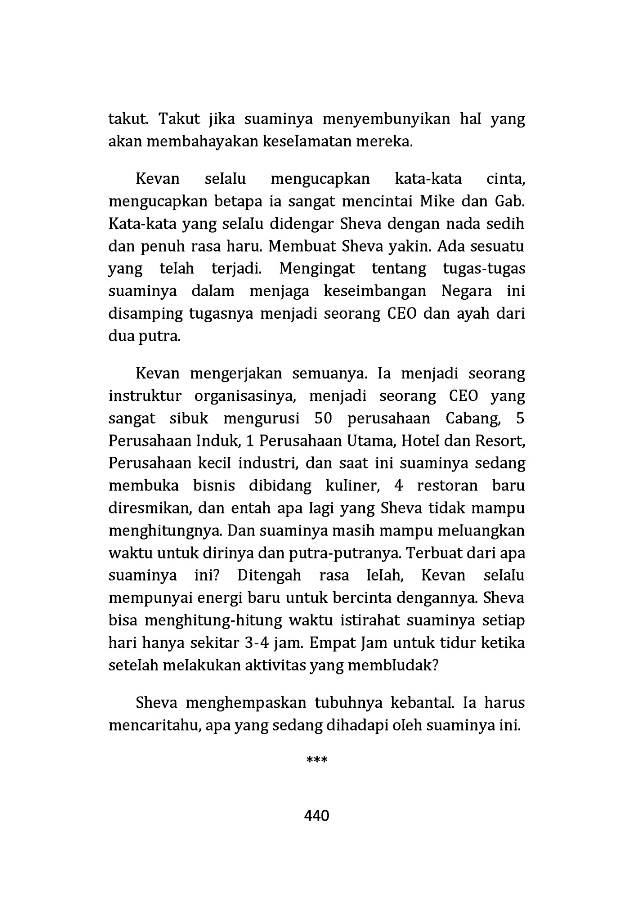 takut. Takut jika suaminya menyembunyikan hal yang
akan membahayakan keselamatan mereka.
Kevan selalu mengucapkan kata-kata cinta,
mengucapkan betapa ia sangat mencintai Mike dan Gab.
Kata-kata yang selalu didengar Sheva dengan nada sedih
dan penuh rasa haru. Membuat Sheva yakin. Ada sesuatu
yang telah terjadi. Mengingat tentang tugas-tugas
suaminya dalam menjaga keseimbangan Negara ini
disamping tugasnya menjadi seorang CEO dan ayah dari
dua putra.
Kevan mengerjakan semuanya. Ia menjadi seorang
instruktur organisasinya, menjadi seorang CEO yang
sangat sibuk mengurusi 50 perusahaan Cabang, 5
Perusahaan Induk, 1 Perusahaan Utama, Hotel dan Resort,
Perusahaan kecil industri, dan saat ini suaminya sedang
membuka bisnis dibidang kuliner, 4 restoran baru
diresmikan, dan entah apa lagi yang Sheva tidak mampu
menghitungnya. Dan suaminya masih mampu meluangkan
waktu untuk dirinya dan putra-putranya. Terbuat dari apa
suaminya ini? Ditengah rasa lelah, Kevan selalu
mempunyai energi baru untuk bercinta dengannya. Sheva
bisa menghitung-hitung waktu istirahat suaminya setiap
hari hanya sekitar 3-4 jam. Empat Jam untuk tidur ketika
setelah melakukan aktivitas yang membludak?
Sheva menghempaskan tubuhnya kebantal. Ia harus
mencaritahu, apa yang sedang dihadapi oleh suaminya ini.
***
440